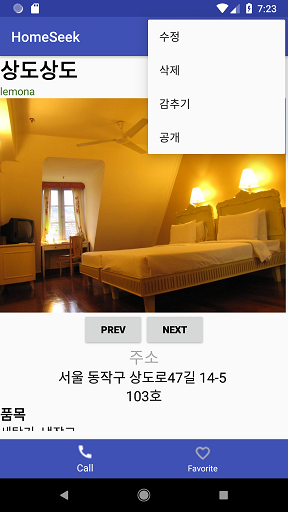 7:23
HomeSeek
수정
삭제
감추기
공개
상도상도
lemona
PREV
NEXT
주소
서울 동작구 상도로47길 14-5
103호
품목
Call
Favorite